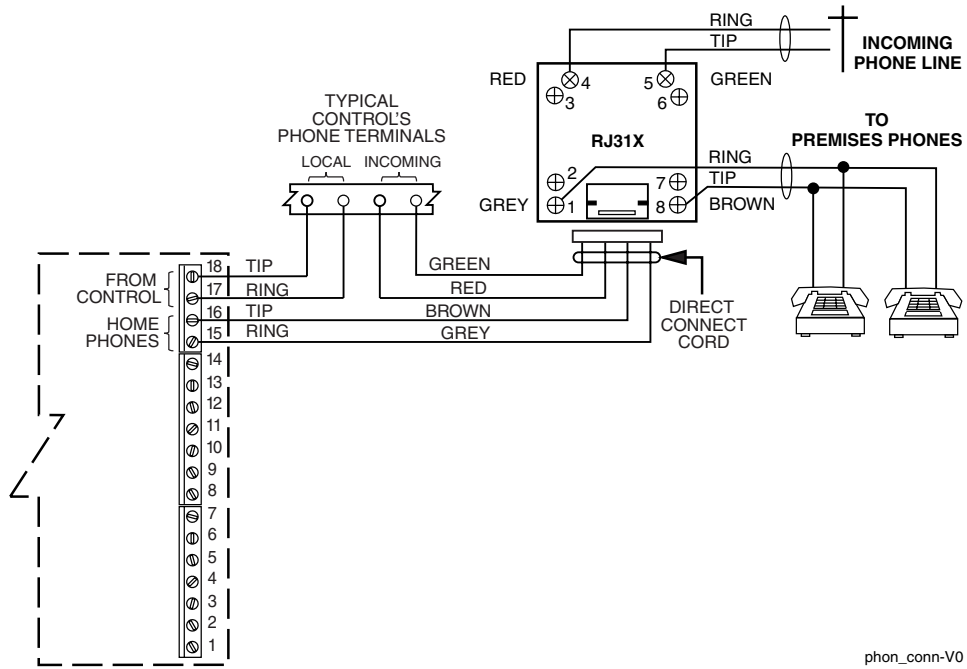 RING
TIP
INCOMING
PHONE LINE
RED
4
5
GREEN
3
6
RJ31X
TO
PREMISES PHONES
TYPICAL
CONTROL'S
PHONE TERMINALS
LOCAL INCOMING
RING
TIP
2
7
GREY
1
8
BROWN
FROM
CONTROL
HOME
PHONES
18 TIP
GREEN
17 RING
RED
16 TIP
BROWN
15 RING
GREY
DIRECT
CONNECT
CORD
14
13
12
11
10
9
8
7
6
5
4
3
2
1
phon_conn-V0